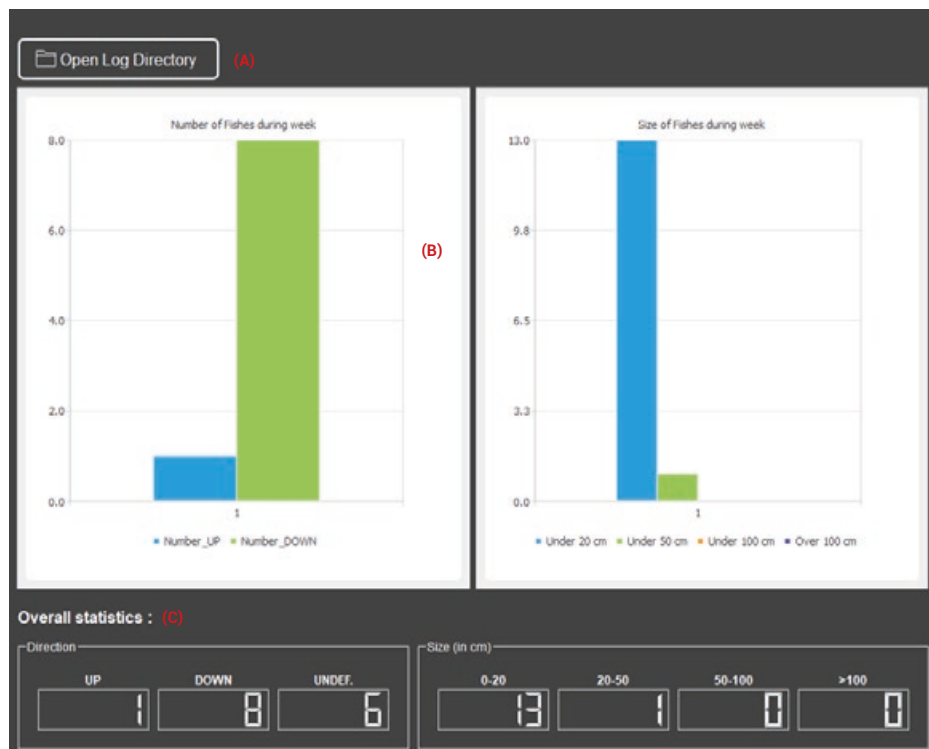 Open Log Directory (A)
Number of Fishes during week
8.0
6.0
4.0
2.0
0.0
1
Number_UP Number_DOWN
(B)
Size of Fishes during week
13.0
9.8
6.5
3.3
0.0
1
Under 20 cm Under 50 cm Under 100 cm Over 100 cm
Overall statistics : (C)
Direction
UP DOWN UNDEF.
1 8 6
Size (in cm)
0-20 20-50 50-100 >100
13 1 0 0